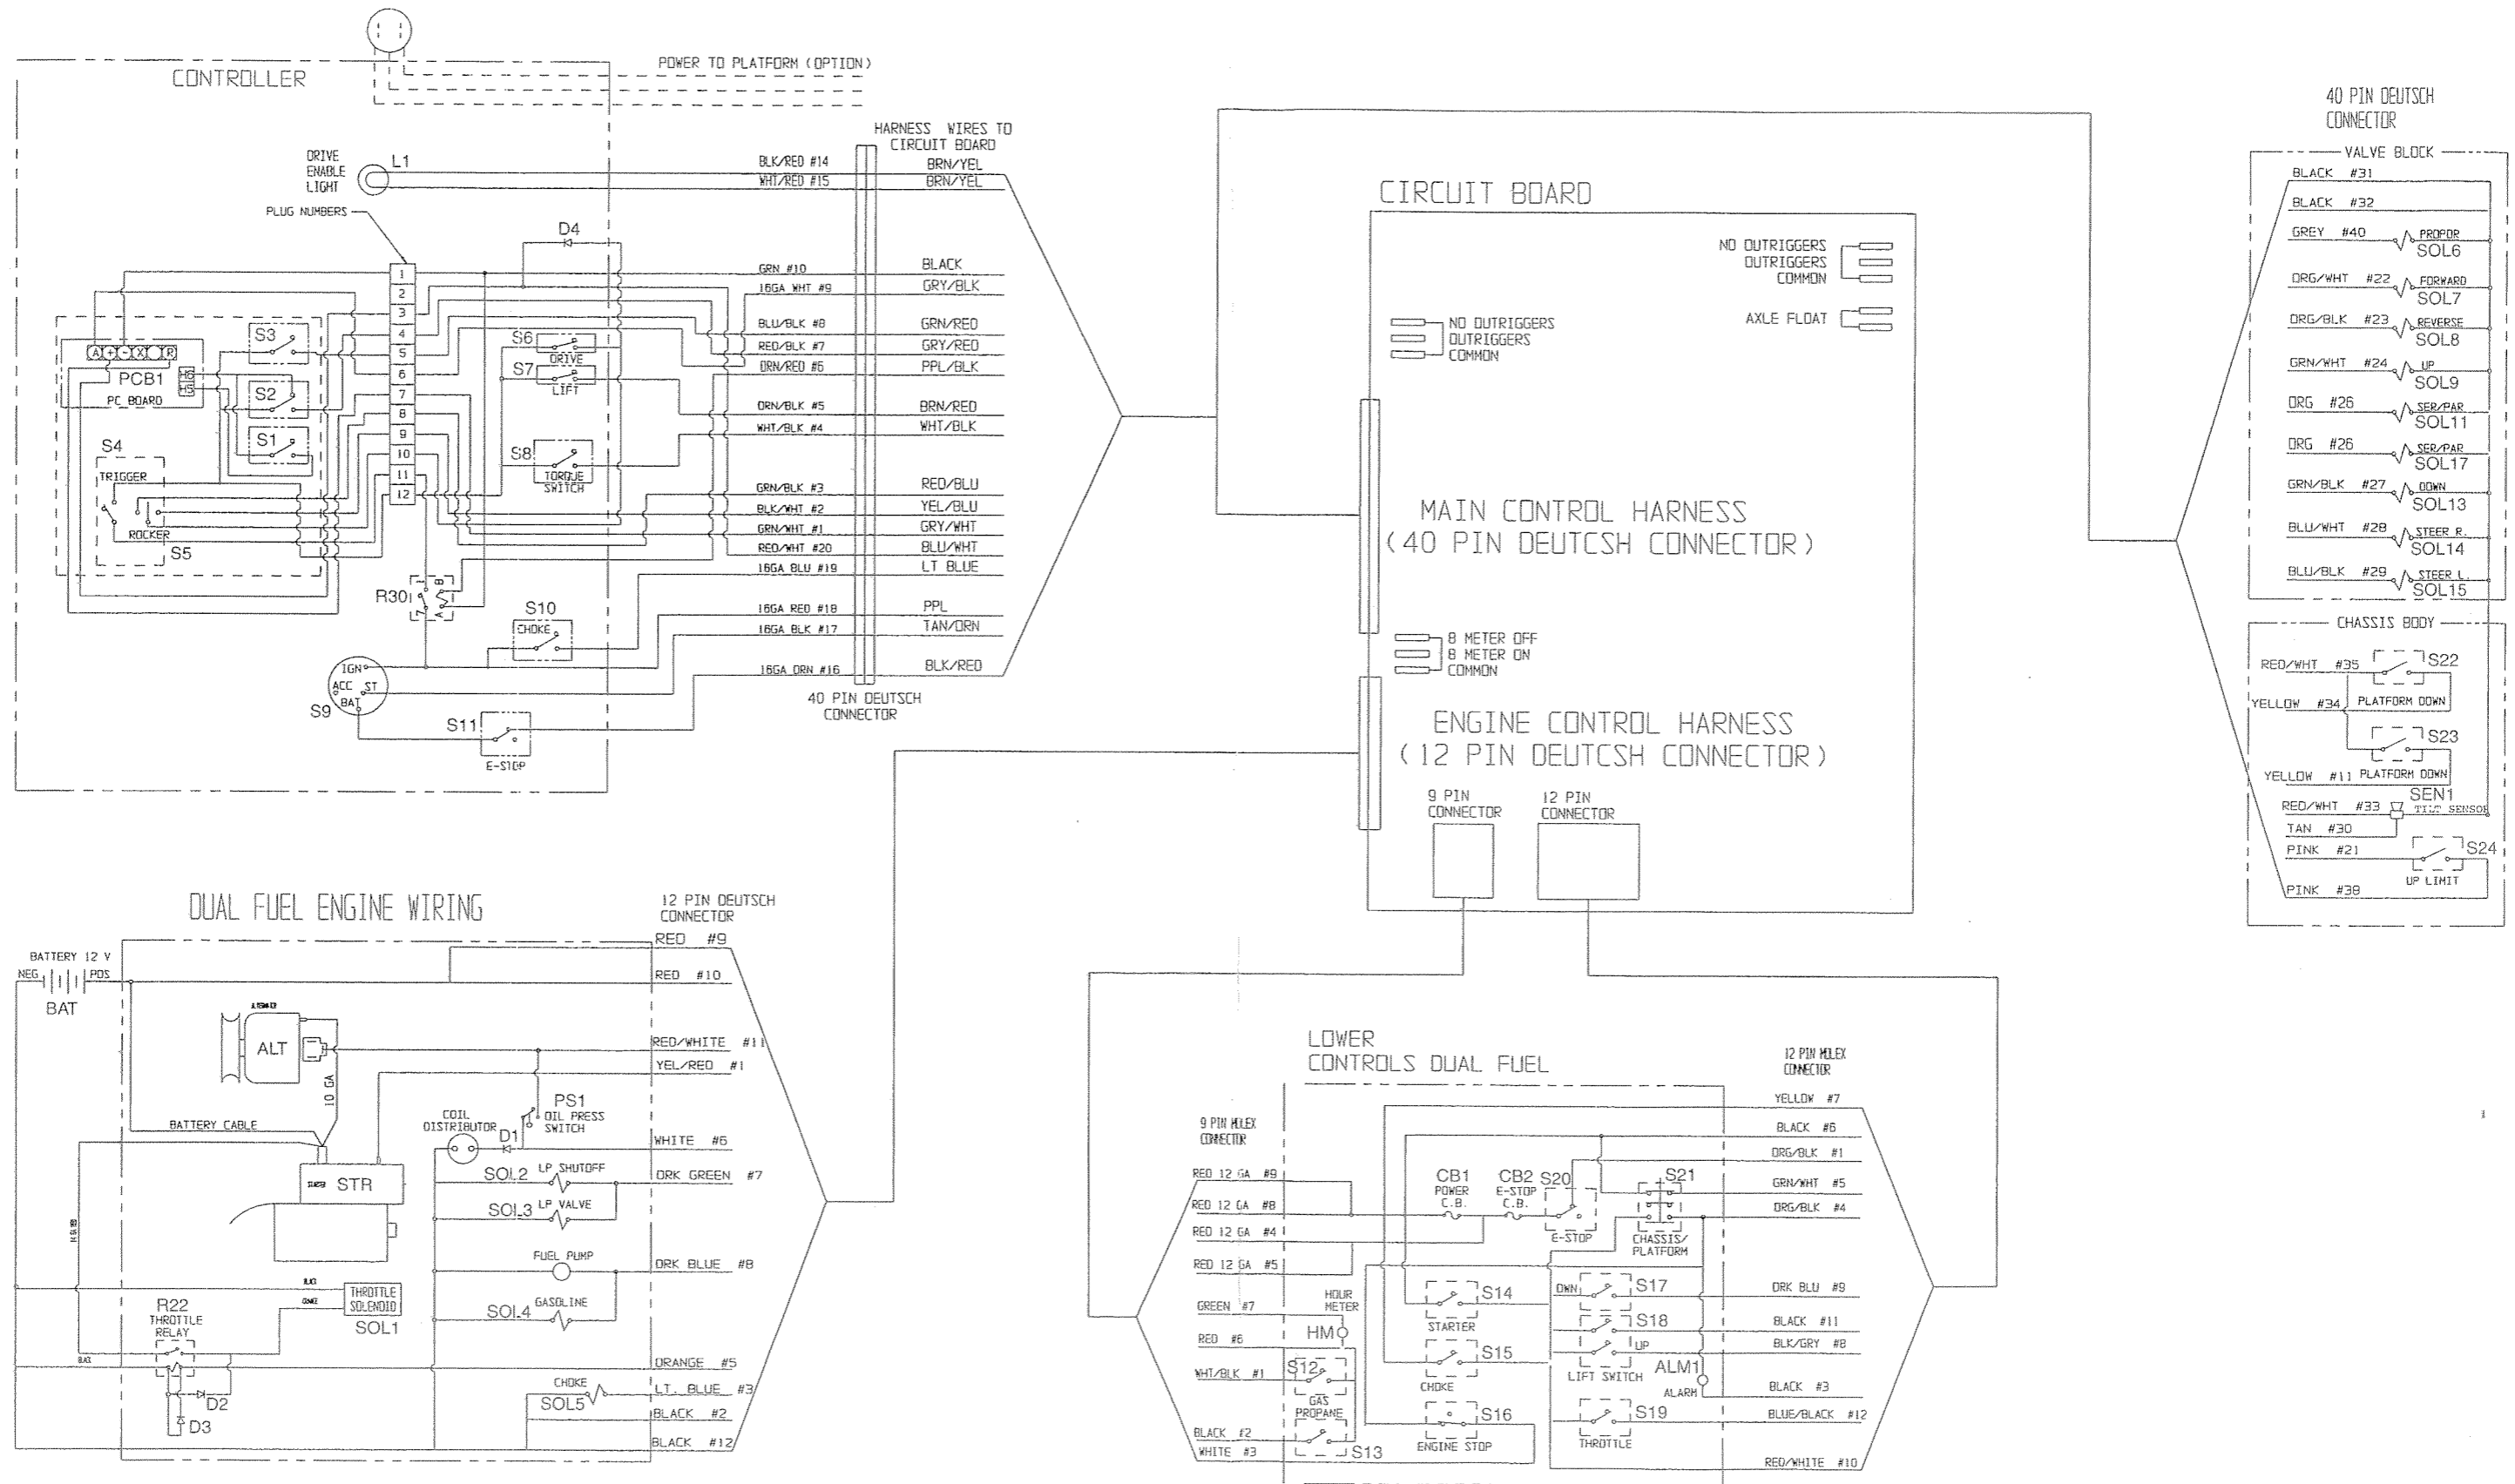 CONTROLLER
POWER TO PLATFORM (OPTION)
HARNESS WIRES TO
CIRCUIT BOARD
DRIVE
ENABLE
LIGHT
L1
BLK/RED #14
BRN/YEL
WHT/RED #15
BRN/YEL
PLUG NUMBERS
D4
1
2
3
4
5
6
7
8
9
10
11
12
GRN #10
BLACK
16GA WHT #9
GRY/BLK
BLU/BLK #8
GRN/RED
RED/BLK #7
GRY/RED
ORN/RED #6
PPL/BLK
ORN/BLK #5
BRN/RED
WHT/BLK #4
WHT/BLK
GRN/BLK #3
RED/BLU
BLK/WHT #2
YEL/BLU
GRN/WHT #1
GRY/WHT
RED/WHT #20
BLU/WHT
16GA BLU #19
LT BLUE
16GA RED #18
PPL
16GA BLK #17
TAN/ORN
16GA ORN #16
BLK/RED
40 PIN DEUTSCH
CONNECTOR
A + - X R
PCB1
PC BOARD
H6
H5
S3
S2
S1
S4
TRIGGER
ROCKER
S5
S6
DRIVE
S7
LIFT
S8
TORQUE
SWITCH
R30
1
B
7
A
S10
CHOKE
IGN
ACC
ST
BAT
S9
S11
E-STOP
CIRCUIT BOARD
NO OUTRIGGERS
OUTRIGGERS
COMMON
AXLE FLOAT
NO OUTRIGGERS
OUTRIGGERS
COMMON
MAIN CONTROL HARNESS
(40 PIN DEUTCSH CONNECTOR)
8 METER OFF
8 METER ON
COMMON
ENGINE CONTROL HARNESS
(12 PIN DEUTCSH CONNECTOR)
9 PIN
CONNECTOR
12 PIN
CONNECTOR
40 PIN DEUTSCH
CONNECTOR
VALVE BLOCK
BLACK #31
BLACK #32
GREY #40
PROPOR
SOL6
ORG/WHT #22
FORWARD
SOL7
ORG/BLK #23
REVERSE
SOL8
GRN/WHT #24
UP
SOL9
ORG #26
SER/PAR
SOL11
ORG #26
SER/PAR
SOL17
GRN/BLK #27
DOWN
SOL13
BLU/WHT #28
STEER R.
SOL14
BLU/BLK #29
STEER L.
SOL15
CHASSIS BODY
RED/WHT #35
S22
YELLOW #34
PLATFORM DOWN
S23
YELLOW #11
PLATFORM DOWN
SEN1
RED/WHT #33
TILT SENSOR
TAN #30
PINK #21
S24
UP LIMIT
PINK #38
DUAL FUEL ENGINE WIRING
12 PIN DEUTSCH
CONNECTOR
RED #9
BATTERY 12 V
NEG
POS
BAT
RED #10
ALT
10 GA
RED/WHITE #11
YEL/RED #1
BATTERY CABLE
COIL
DISTRIBUTOR
D1
PS1
OIL PRESS
SWITCH
WHITE #6
STR
SOL2
LP SHUTOFF
DRK GREEN #7
SOL3
LP VALVE
FUEL PUMP
DRK BLUE #8
SOL4
GASOLINE
THROTTLE
SOLENOID
SOL1
R22
THROTTLE
RELAY
ORANGE #5
D2
D3
CHOKE
SOL5
LT. BLUE #3
BLACK #2
BLACK #12
LOWER
CONTROLS DUAL FUEL
12 PIN MOLEX
CONNECTOR
9 PIN MOLEX
CONNECTOR
YELLOW #7
BLACK #6
ORG/BLK #1
GRN/WHT #5
ORG/BLK #4
RED 12 GA #9
RED 12 GA #8
RED 12 GA #4
RED 12 GA #5
CB1
POWER
C.B.
CB2
E-STOP
C.B.
S20
E-STOP
S21
CHASSIS/
PLATFORM
GREEN #7
HOUR
METER
HM
RED #6
S12
WHT/BLK #1
GAS
PROPANE
BLACK #2
WHITE #3
S13
S14
STARTER
S15
CHOKE
S16
ENGINE STOP
DWN
S17
DRK BLU #9
S18
BLACK #11
UP
BLK/GRY #8
LIFT SWITCH
ALM1
ALARM
BLACK #3
S19
BLUE/BLACK #12
THROTTLE
RED/WHITE #10